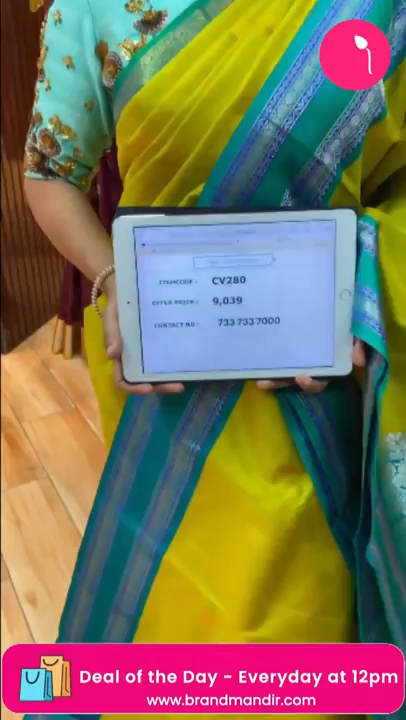 ITEMCODE : CV280
OFFER PRICE : 9,039
CONTACT NO : 733 733 7000
Deal of the Day - Everyday at 12pm
www.brandmandir.com